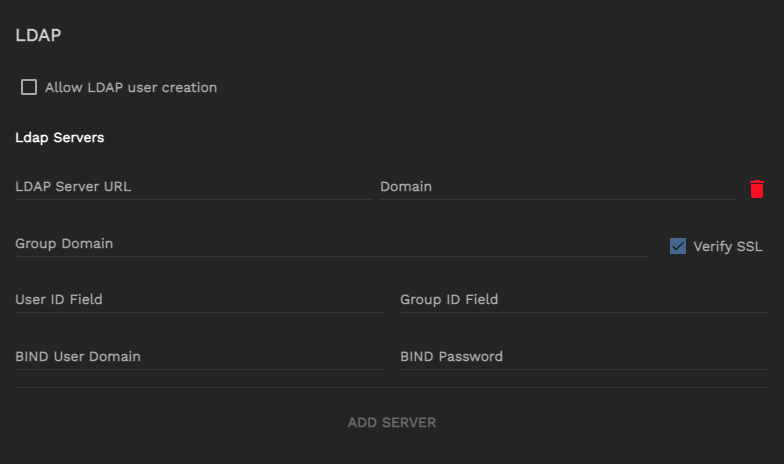 LDAP
Allow LDAP user creation
Ldap Servers
LDAP Server URL
Domain
Group Domain
Verify SSL
User ID Field
Group ID Field
BIND User Domain
BIND Password
ADD SERVER